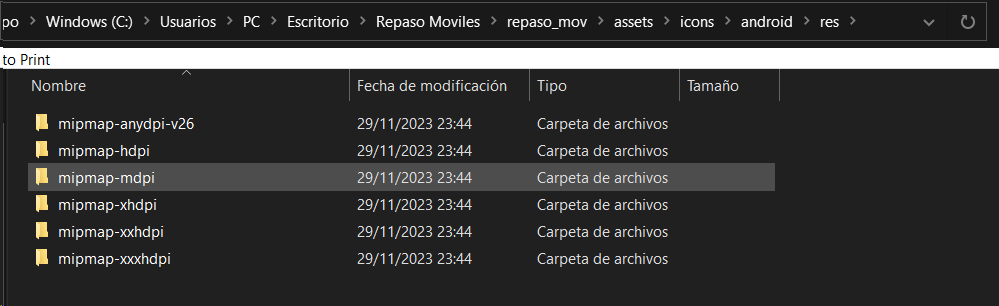 po > Windows (C:) > Usuarios > PC > Escritorio > Repaso Moviles > repaso_mov > assets > icons > android > res >
to Print
Nombre Fecha de modificación Tipo Tamaño
mipmap-anydpi-v26 29/11/2023 23:44 Carpeta de archivos
mipmap-hdpi 29/11/2023 23:44 Carpeta de archivos
mipmap-mdpi 29/11/2023 23:44 Carpeta de archivos
mipmap-xhdpi 29/11/2023 23:44 Carpeta de archivos
mipmap-xxhdpi 29/11/2023 23:44 Carpeta de archivos
mipmap-xxxhdpi 29/11/2023 23:44 Carpeta de archivos